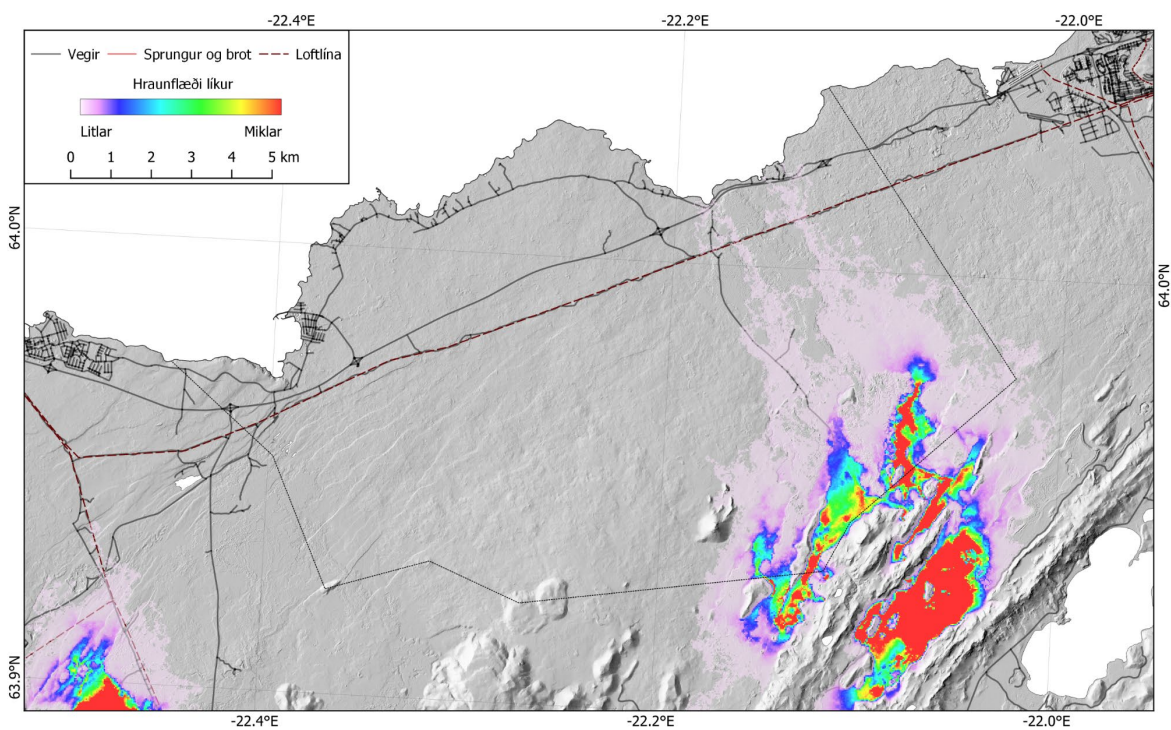 -22.4°E -22.2°E -22.0°E
Vegir Sprungur og brot Loftlína
Hraunflæði líkur
Litlar Miklar
0 1 2 3 4 5 km
64.0°N
64.0°N
63.9°N
-22.4°E -22.2°E -22.0°E